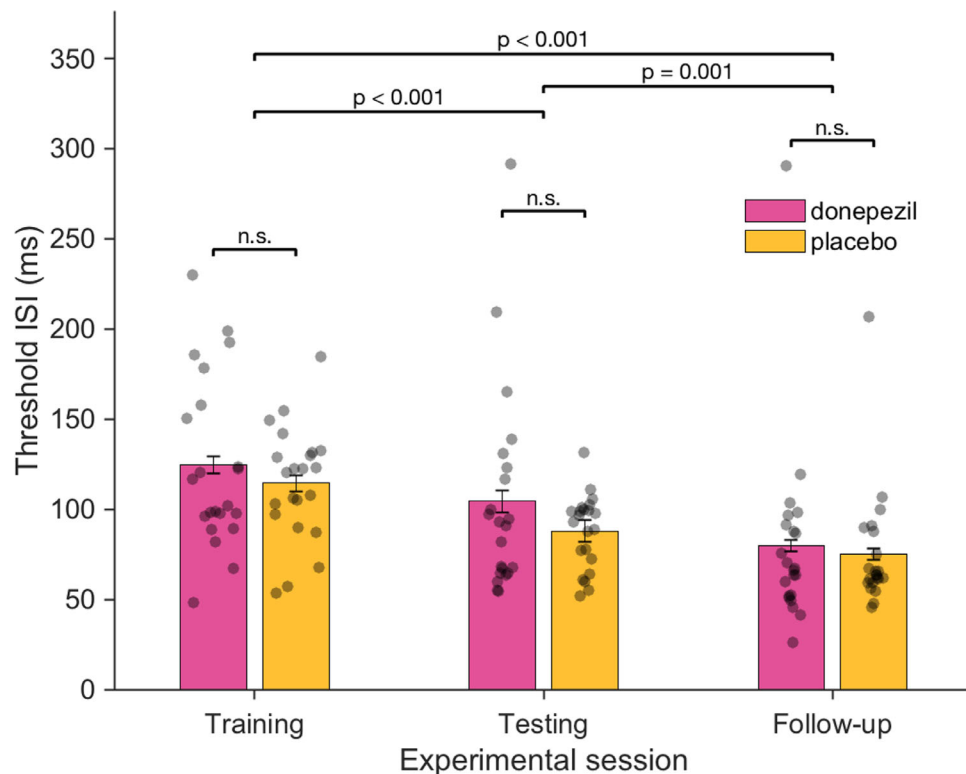 p < 0.001
350
p = 0.001
p < 0.001
n.s.
300
n.s.
donepezil
n.s.
250
placebo
Threshold ISI (ms)
200
150
100
50
0
Training
Testing
Follow-up
Experimental session